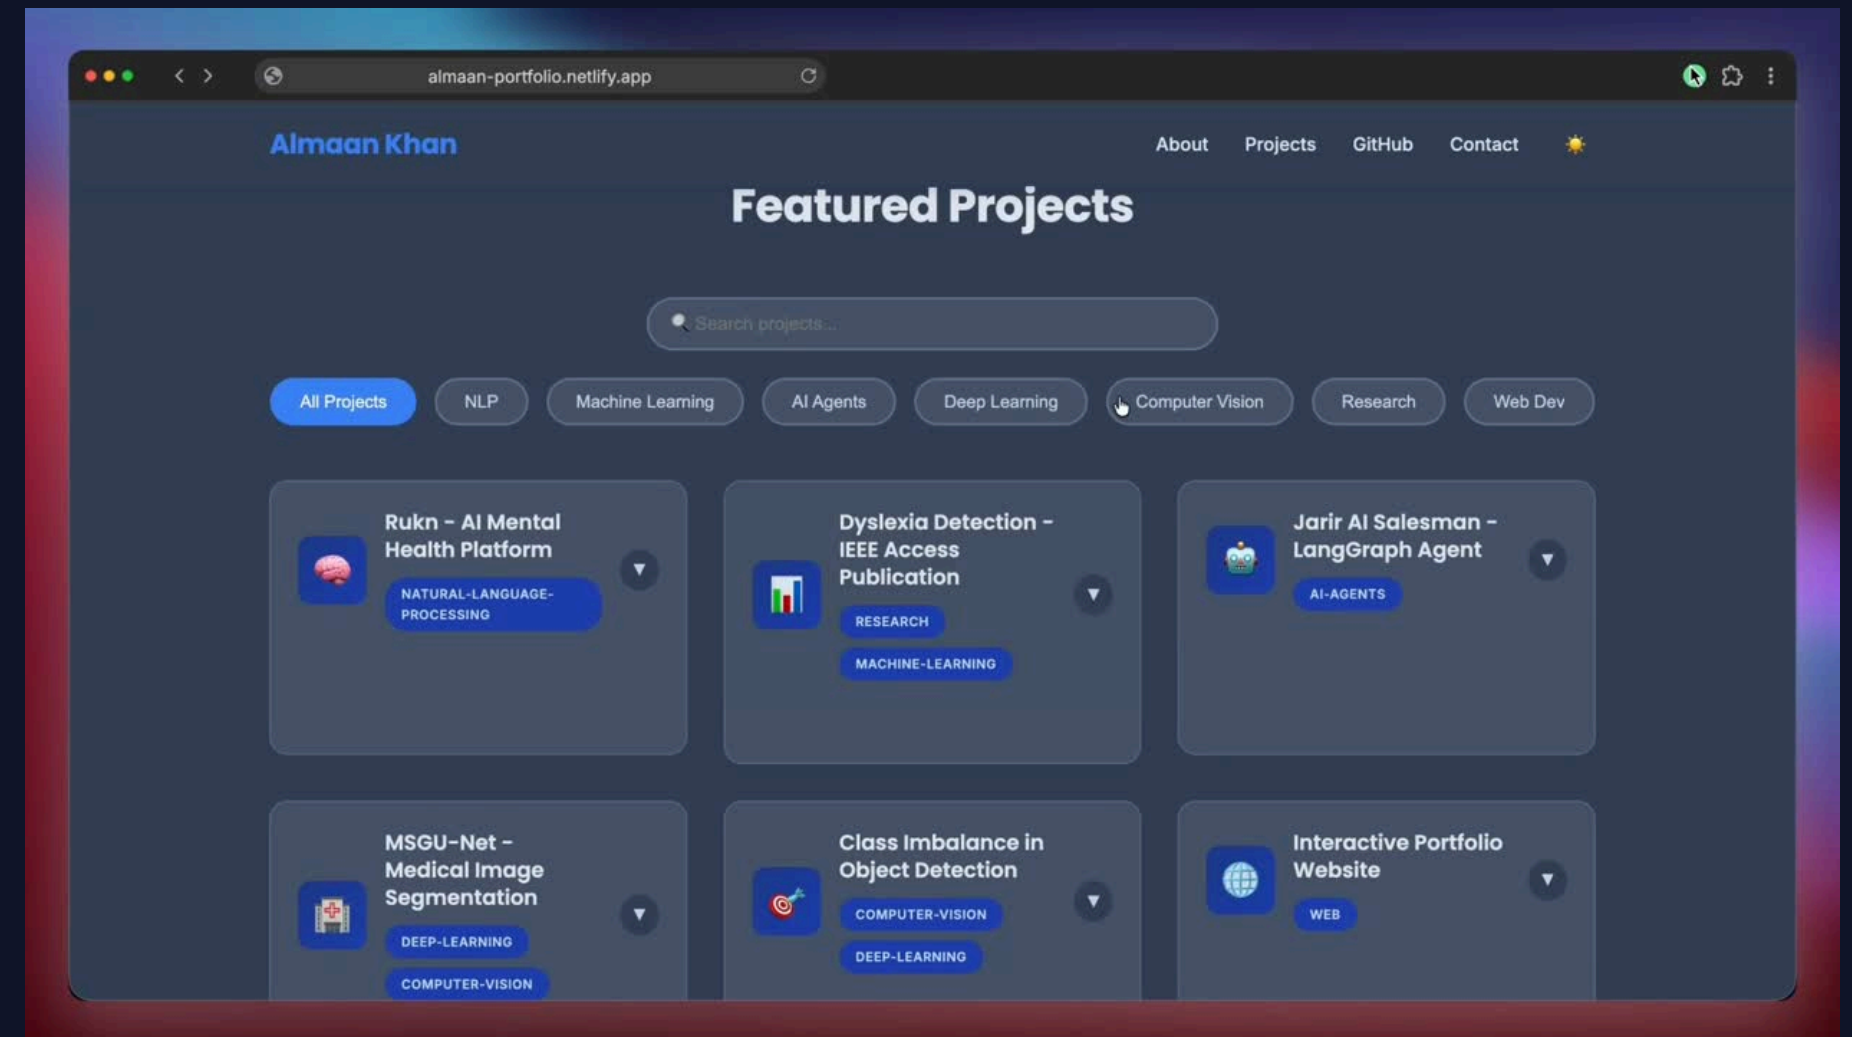 almaan-portfolio.netlify.app
Almaan Khan
About Projects GitHub Contact
Featured Projects
Search projects...
All Projects NLP Machine Learning AI Agents Deep Learning Computer Vision Research Web Dev
Rukn - AI Mental
Health Platform
NATURAL-LANGUAGE-
PROCESSING
Dyslexia Detection -
IEEE Access
Publication
RESEARCH
MACHINE-LEARNING
Jarir AI Salesman -
LangGraph Agent
AI-AGENTS
MSGU-Net -
Medical Image
Segmentation
DEEP-LEARNING
COMPUTER-VISION
Class Imbalance in
Object Detection
COMPUTER-VISION
DEEP-LEARNING
Interactive Portfolio
Website
WEB